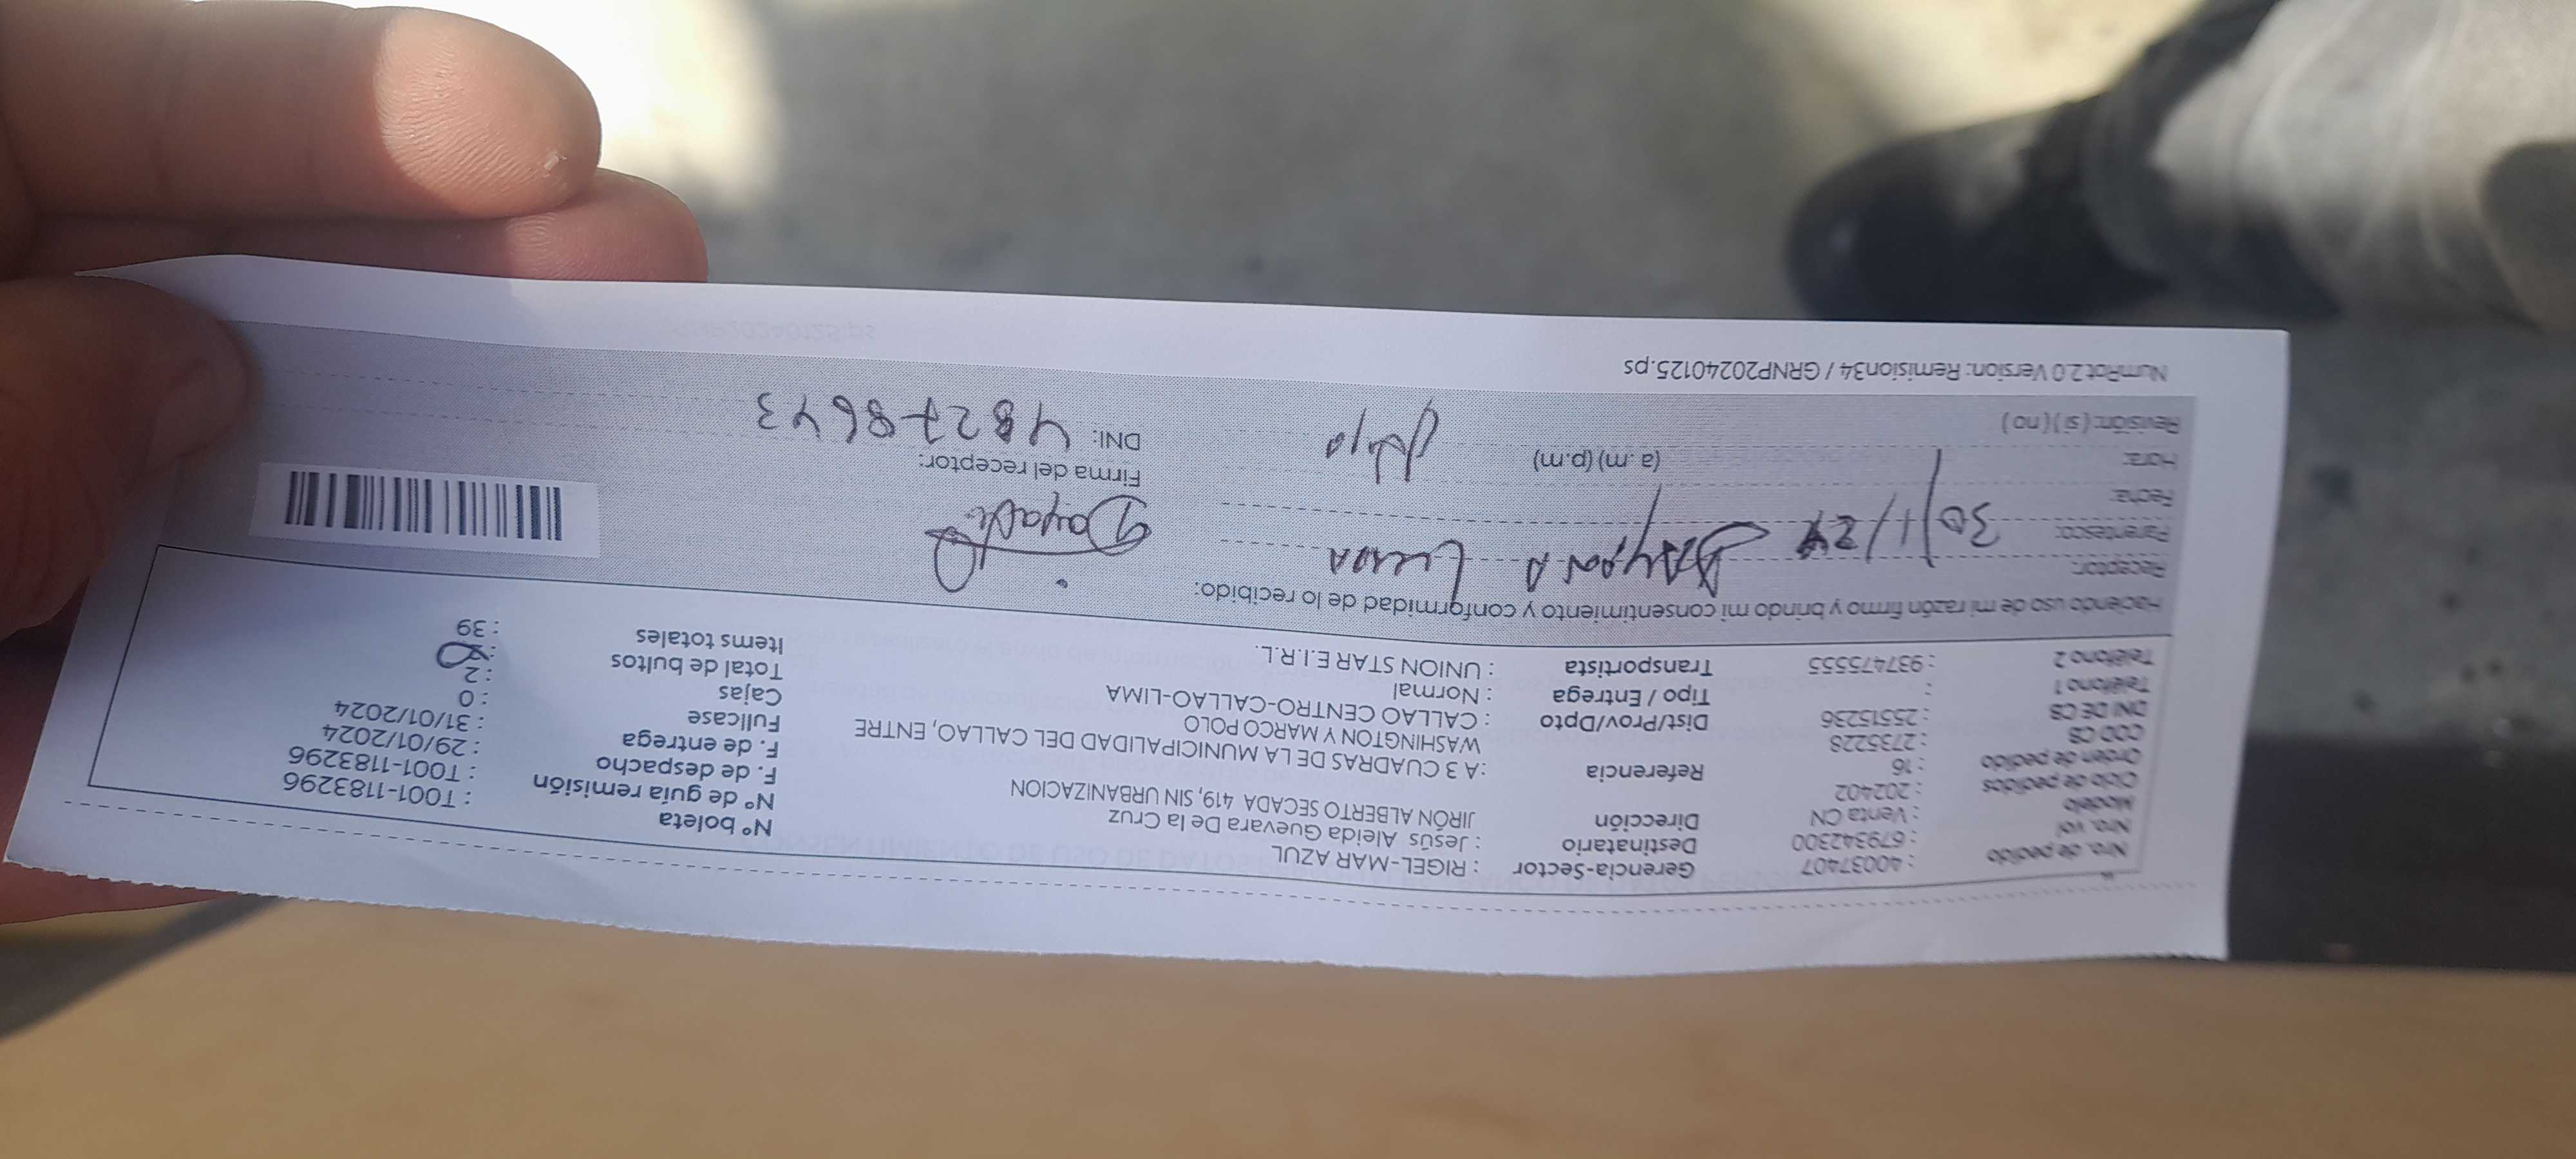 Nro. de pedido : 40037407
Nro. vol : 679342300
Modelo : Venta CN
Ciclo de pedidos : 202402
Orden de pedido : 16
COD CB : 2735228
DNI DE CB : 25515236
Teléfono 1 :
Teléfono 2 : 937475555
Gerencia-Sector : RIGEL-MAR AZUL
Destinatario : Jesús Aleida Guevara De la Cruz
Dirección JIRÓN ALBERTO SECADA 419, SIN URBANIZACION
Referencia : A 3 CUADRAS DE LA MUNICIPALIDAD DEL CALLAO, ENTRE
WASHINGTON Y MARCO POLO
Dist/Prov/Dpto : CALLAO CENTRO-CALLAO-LIMA
Tipo / Entrega : Normal
Transportista : UNION STAR E.I.R.L.
N° boleta : T001-1183296
N° de guía remisión : T001-1183296
F. de despacho : 29/01/2024
F. de entrega : 31/01/2024
Fullcase : 0
Cajas : 2
Total de bultos :
Items totales : 39
Haciendo uso de mi razón firmo y brindo mi consentimiento y conformidad de lo recibido:
Receptor:
Parentesco:
Fecha: 30/1/24
Hora: (a.m) (p.m)
Revisión: (si) (no)
Firma del receptor:
DNI: 48278643
NumRot 2.0 Version: Remision34 / GRNP20240125.ps